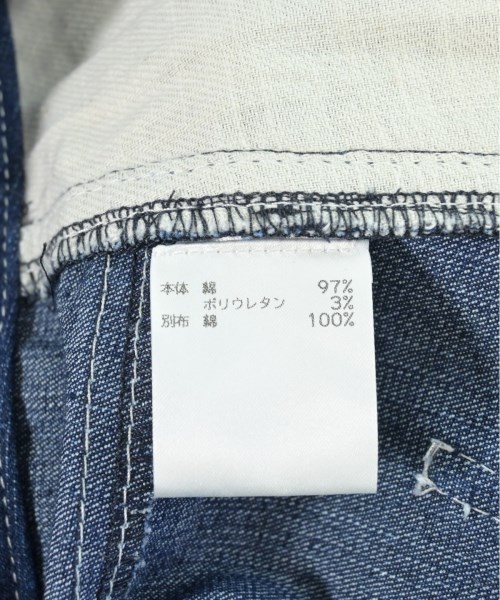 本体 綿 97%
ポリウレタン 3%
別布 綿 100%